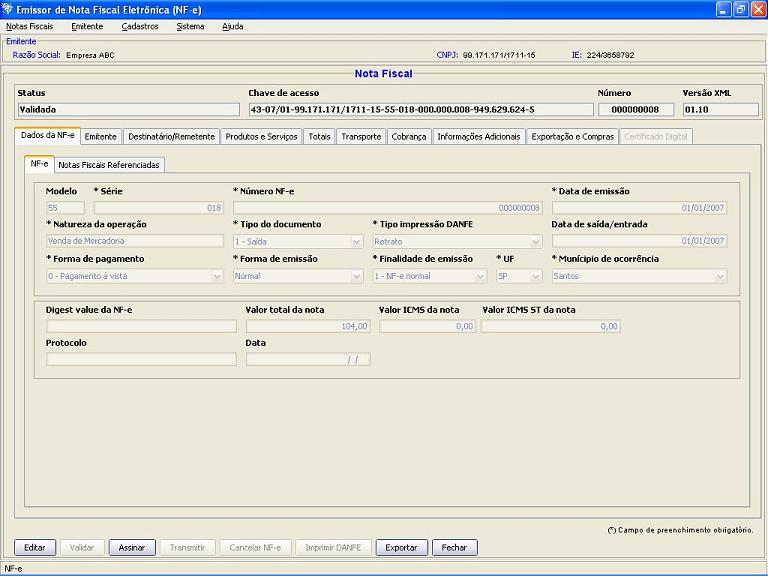 Emissor de Nota Fiscal Eletrônica (NF-e)
Notas Fiscais Emitente Cadastros Sistema Ajuda
Emitente
Razão Social: Empresa ABC CNPJ: 99.171.171/1711-15 IE: 224/3658792
Nota Fiscal
Status Chave de acesso Número Versão XML
Validada 43-07/01-99.171.171/1711-15-55-018-000.000.008-949.629.624-5 000000008 01.10
Dados da NF-e Emitente Destinatário/Remetente Produtos e Serviços Totais Transporte Cobrança Informações Adicionais Exportação e Compras Certificado Digital
NF-e Notas Fiscais Referenciadas
Modelo * Série * Número NF-e * Data de emissão
55 018 000000008 01/01/2007
* Natureza da operação * Tipo do documento * Tipo impressão DANFE Data de saída/entrada
Venda de Mercadoria 1 - Saída Retrato 01/01/2007
* Forma de pagamento * Forma de emissão * Finalidade de emissão * UF * Município de ocorrência
0 - Pagamento à vista Normal 1 - NF-e normal SP Santos
Digest value da NF-e Valor total da nota Valor ICMS da nota Valor ICMS ST da nota
104,00 0,00 0,00
Protocolo Data
/ /
(*) Campo de preenchimento obrigatório.
Editar Validar Assinar Transmitir Cancelar NF-e Imprimir DANFE Exportar Fechar
NF-e